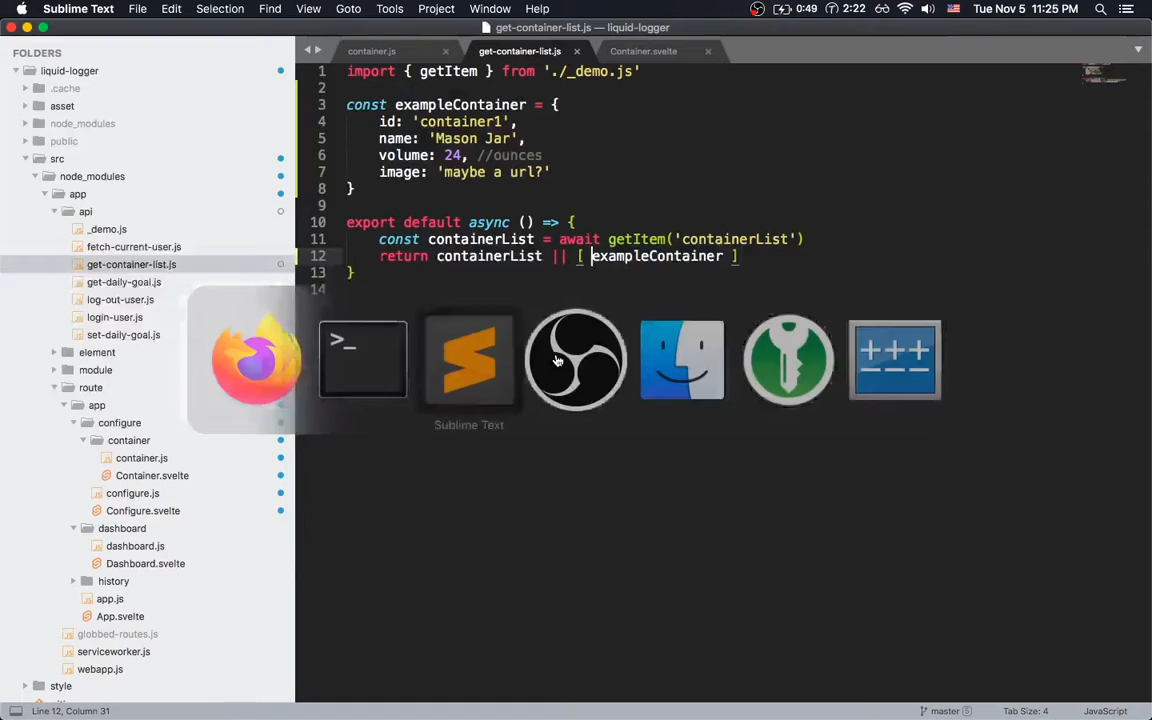 Sublime Text File Edit Selection Find View Goto Tools Project Window Help 0:49 2:22 Tue Nov 5 11:25 PM
get-container-list.js — liquid-logger
FOLDERS
liquid-logger
.cache
asset
node_modules
public
src
node_modules
app
api
_demo.js
fetch-current-user.js
get-container-list.js
get-daily-goal.js
log-out-user.js
login-user.js
set-daily-goal.js
element
module
route
app
configure
container
container.js
Container.svelte
configure.js
Configure.svelte
dashboard
dashboard.js
Dashboard.svelte
history
app.js
App.svelte
globbed-routes.js
serviceworker.js
webapp.js
style
container.js get-container-list.js Container.svelte
1 import { getItem } from './_demo.js'
2
3 const exampleContainer = {
4 id: 'container1',
5 name: 'Mason Jar',
6 volume: 24, //ounces
7 image: 'maybe a url?'
8 }
9
10 export default async () => {
11 const containerList = await getItem('containerList')
12 return containerList || [ exampleContainer ]
13 }
14
>_
Sublime Text
+++
Line 12, Column 31 master 5 Tab Size: 4 JavaScript